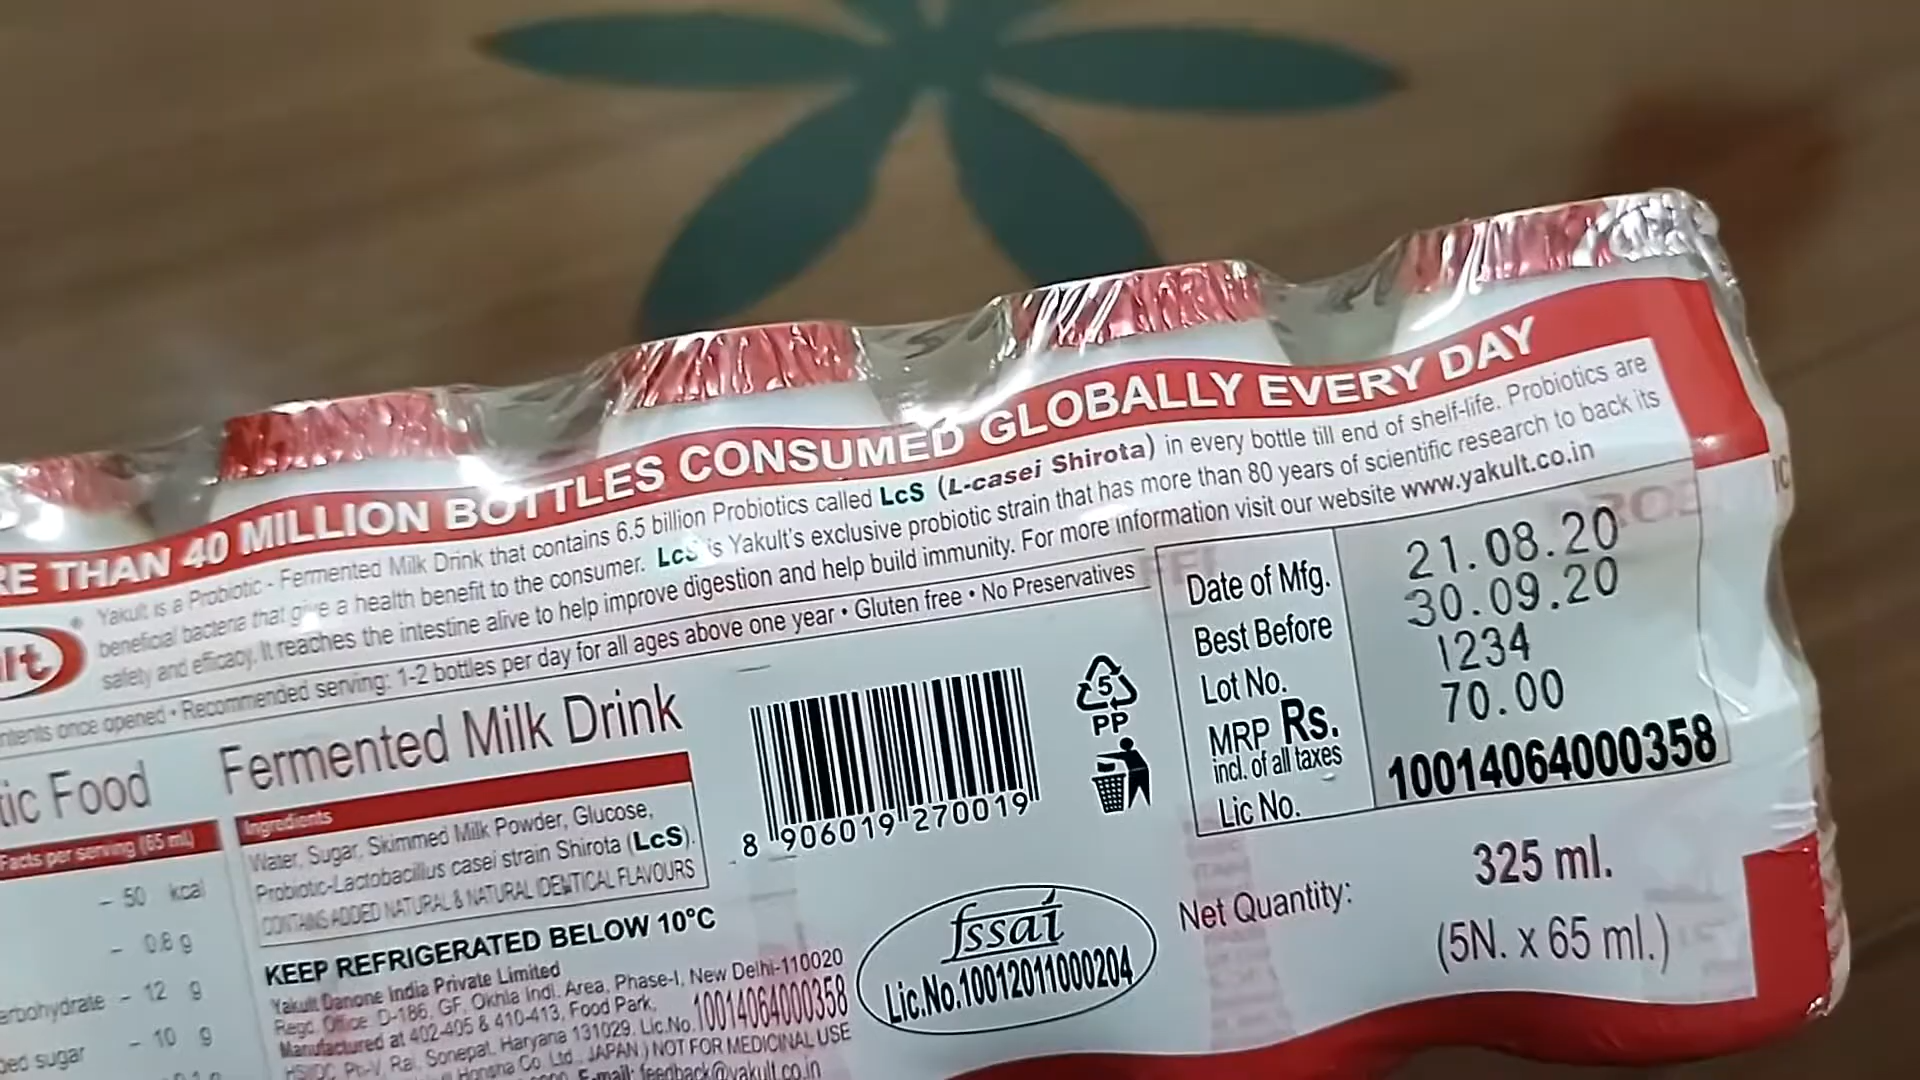 RE THAN 40 MILLION BOTTLES CONSUMED GLOBALLY EVERY DAY
Yakult is a Probiotic - Fermented Milk Drink that contains 6.5 billion Probiotics called LcS (L-casei Shirota) in every bottle till end of shelf-life. Probiotics are
beneficial bacteria that give a health benefit to the consumer. LcS is Yakult's exclusive probiotic strain that has more than 80 years of scientific research to back its
safety and efficacy. It reaches the intestine alive to help improve digestion and help build immunity. For more information visit our website www.yakult.co.in
ntents once opened • Recommended serving: 1-2 bottles per day for all ages above one year • Gluten free • No Preservatives
lt
tic Food
Facts per serving (65 ml)
- 50 kcal
- 0.8 g
arbohydrate - 12 g
ded sugar - 10 g
Fermented Milk Drink
Ingredients
Water, Sugar, Skimmed Milk Powder, Glucose,
Probiotic-Lactobacillus casei strain Shirota (LcS).
CONTAINS ADDED NATURAL & NATURAL IDENTICAL FLAVOURS
KEEP REFRIGERATED BELOW 10°C
Yakult Danone India Private Limited
Regd. Office: D-186, GF, Okhla Indl. Area, Phase-I, New Delhi-110020
Manufactured at 402-405 & 410-413, Food Park,
HSIIDC, Ph-V, Rai, Sonepat, Haryana 131029. Lic.No.10014064000358
Honsha Co. Ltd., JAPAN.) NOT FOR MEDICINAL USE
E-mail: feedback@yakult.co.in
8 906019 270019
5
PP
fssai
Lic.No.10012011000204
Date of Mfg. 21.08.20
Best Before 30.09.20
Lot No. 1234
MRP Rs. 70.00
incl. of all taxes
Lic No. 10014064000358
Net Quantity: 325 ml.
(5N. x 65 ml.)